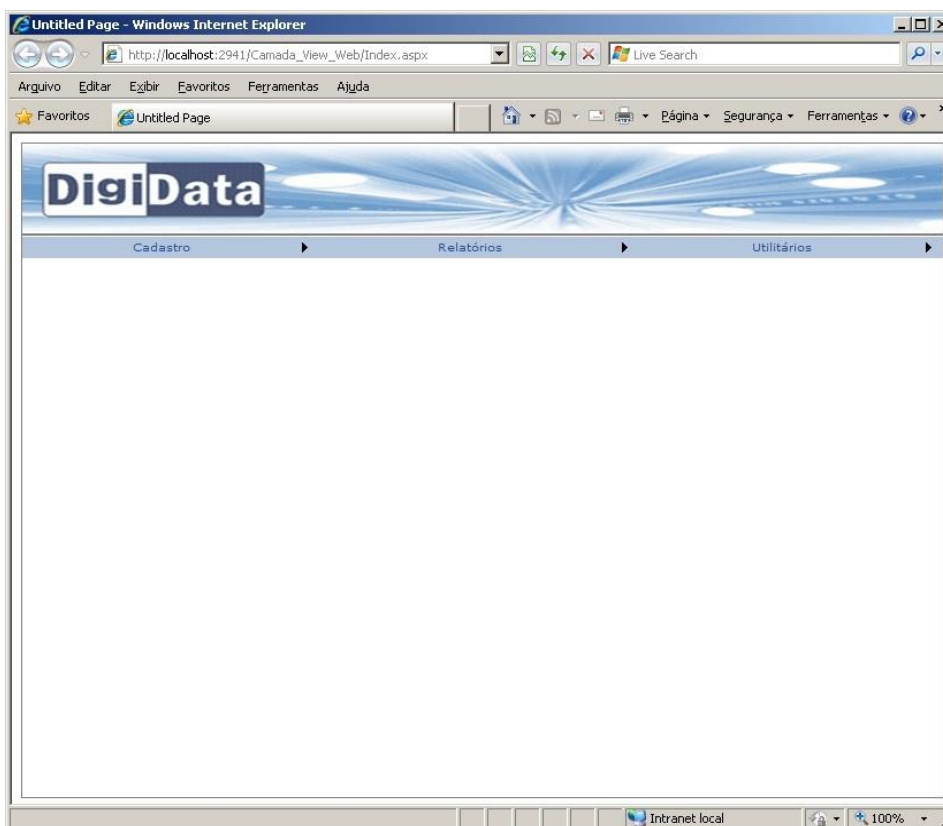 Untitled Page - Windows Internet Explorer
http://localhost:2941/Camada_View_Web/Index.aspx
Live Search
Arquivo Editar Exibir Favoritos Ferramentas Ajuda
Favoritos Untitled Page Página Segurança Ferramentas
DigiData
Cadastro Relatórios Utilitários
Intranet local 100%